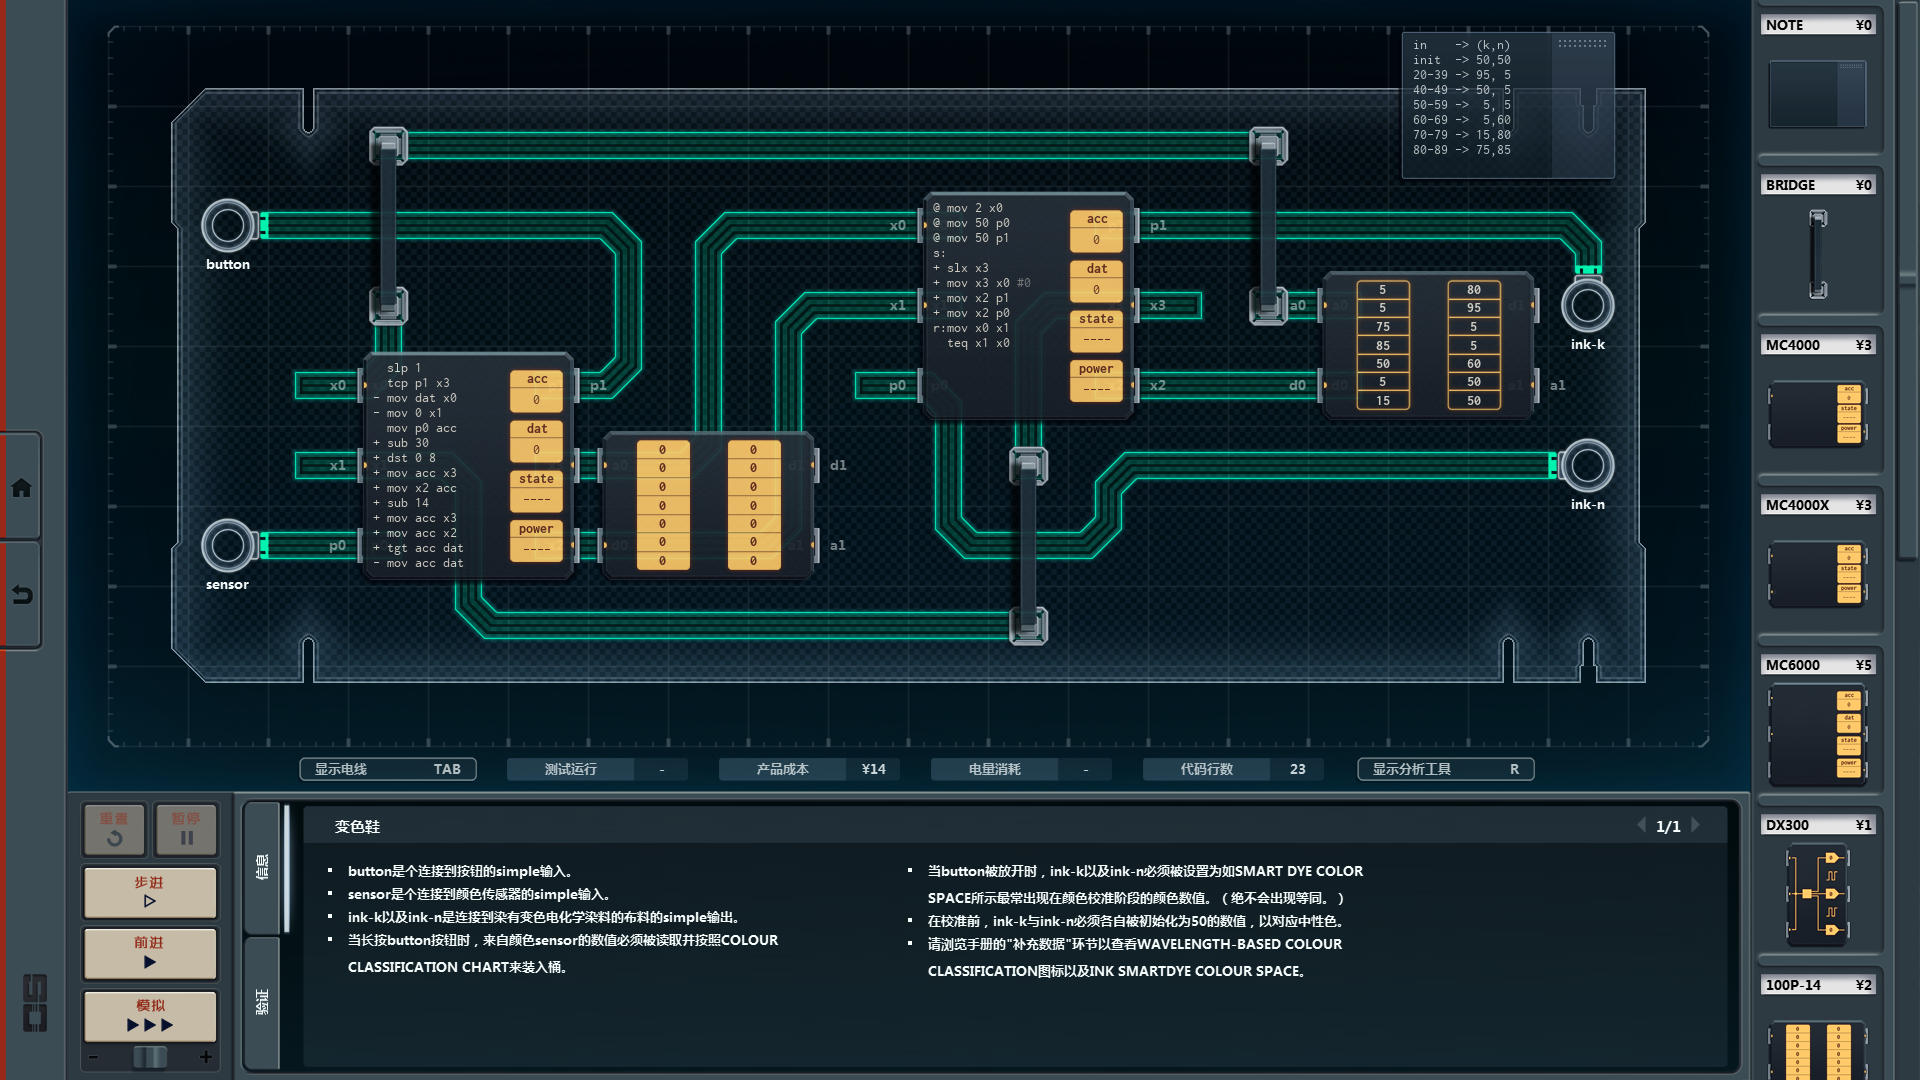 in    -> (k,n)
init  -> 50,50
20-39 -> 95, 5
40-49 -> 50, 5
50-59 ->  5, 5
60-69 ->  5,60
70-79 -> 15,80
80-89 -> 75,85
button
sensor
ink-k
ink-n
x0
x1
p0
p1
slp 1
tcp p1 x3
- mov dat x0
- mov 0 x1
mov p0 acc
+ sub 30
+ dst 0 8
+ mov acc x3
+ mov x2 acc
+ sub 14
+ mov acc x3
+ mov acc x2
+ tgt acc dat
- mov acc dat
acc
0
dat
0
state
----
power
----
0 0
0 0
0 0
0 0
0 0
0 0
0 0
d1
a1
x0
x1
p0
p1
x3
x2
@ mov 2 x0
@ mov 50 p0
@ mov 50 p1
s:
+ slx x3
+ mov x3 x0 #0
+ mov x2 p1
+ mov x2 p0
r:mov x0 x1
teq x1 x0
acc
0
dat
0
state
----
power
----
a0
d0
5 80
5 95
75 5
85 5
50 60
5 50
15 50
a1
显示电线 TAB
测试运行 -
产品成本 ¥14
电量消耗 -
代码行数 23
显示分析工具 R
重置
暂停
步进
前进
模拟
- +
信息
验证
变色鞋
1/1
▪ button是个连接到按钮的simple输入。
▪ sensor是个连接到颜色传感器的simple输入。
▪ ink-k以及ink-n是连接到染有变色电化学染料的布料的simple输出。
▪ 当长按button按钮时，来自颜色sensor的数值必须被读取并按照COLOUR
CLASSIFICATION CHART来装入桶。
▪ 当button被放开时，ink-k以及ink-n必须被设置为如SMART DYE COLOR
SPACE所示最常出现在颜色校准阶段的颜色数值。（ 绝不会出现等同。）
▪ 在校准前，ink-k与ink-n必须各自被初始化为50的数值，以对应中性色。
▪ 请浏览手册的"补充数据"环节以查看WAVELENGTH-BASED COLOUR
CLASSIFICATION图标以及INK SMARTDYE COLOUR SPACE。
NOTE ¥0
BRIDGE ¥0
MC4000 ¥3
MC4000X ¥3
MC6000 ¥5
DX300 ¥1
100P-14 ¥2